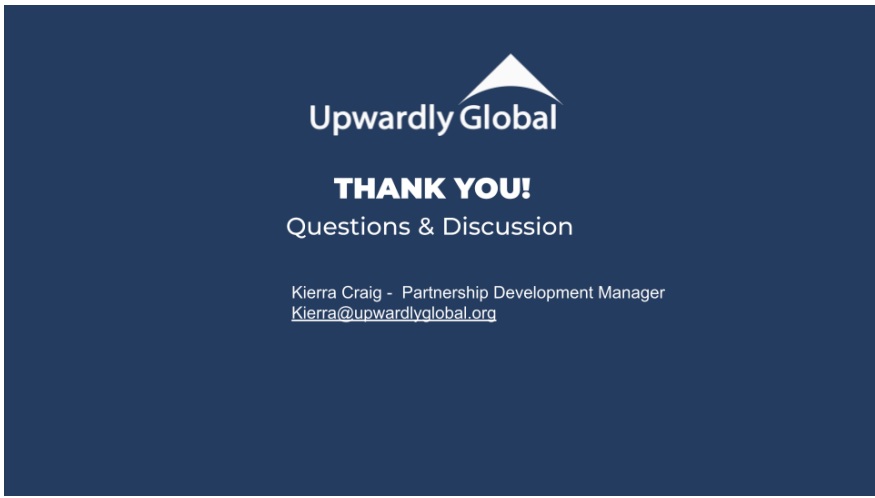 Upwardly Global
THANK YOU!
Questions & Discussion
Kierra Craig -  Partnership Development Manager
Kierra@upwardlyglobal.org